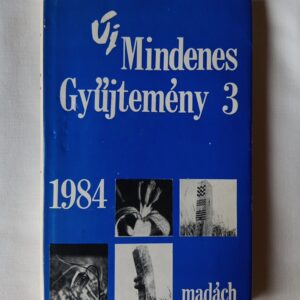 Új
Mindenes
Gyűjtemény 3
1984
madách